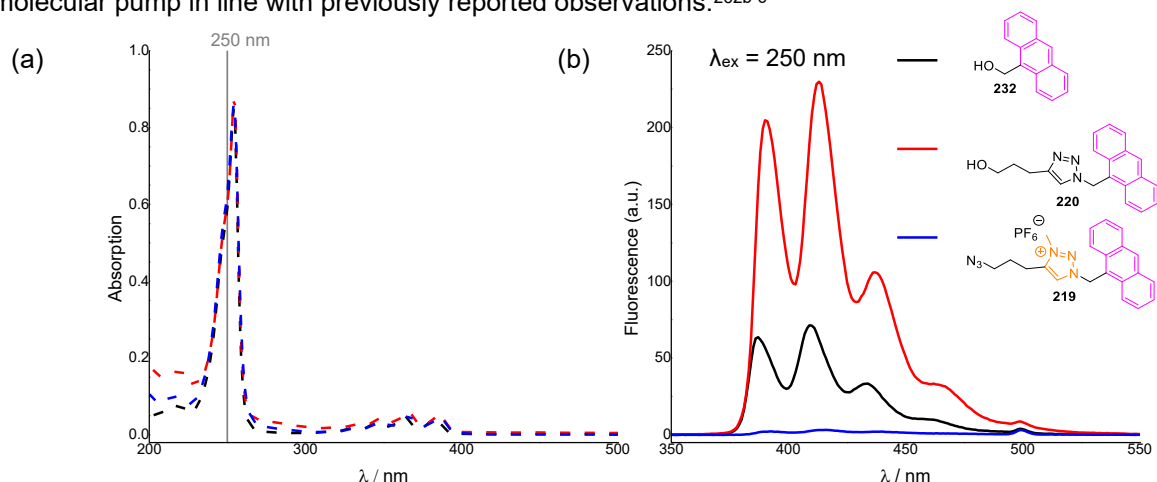 molecular pump in line with previously reported observations.
(a)
250 nm
1.0
0.8
0.6
0.4
0.2
0.0
Absorption
200
300
400
500
λ / nm
(b)
λex = 250 nm
250
200
150
100
50
0
Fluorescence (a.u.)
350
400
450
500
550
λ / nm
HO
232
HO
N N
N
220
PF6 ⊖
N3
⊕ N N
N
219